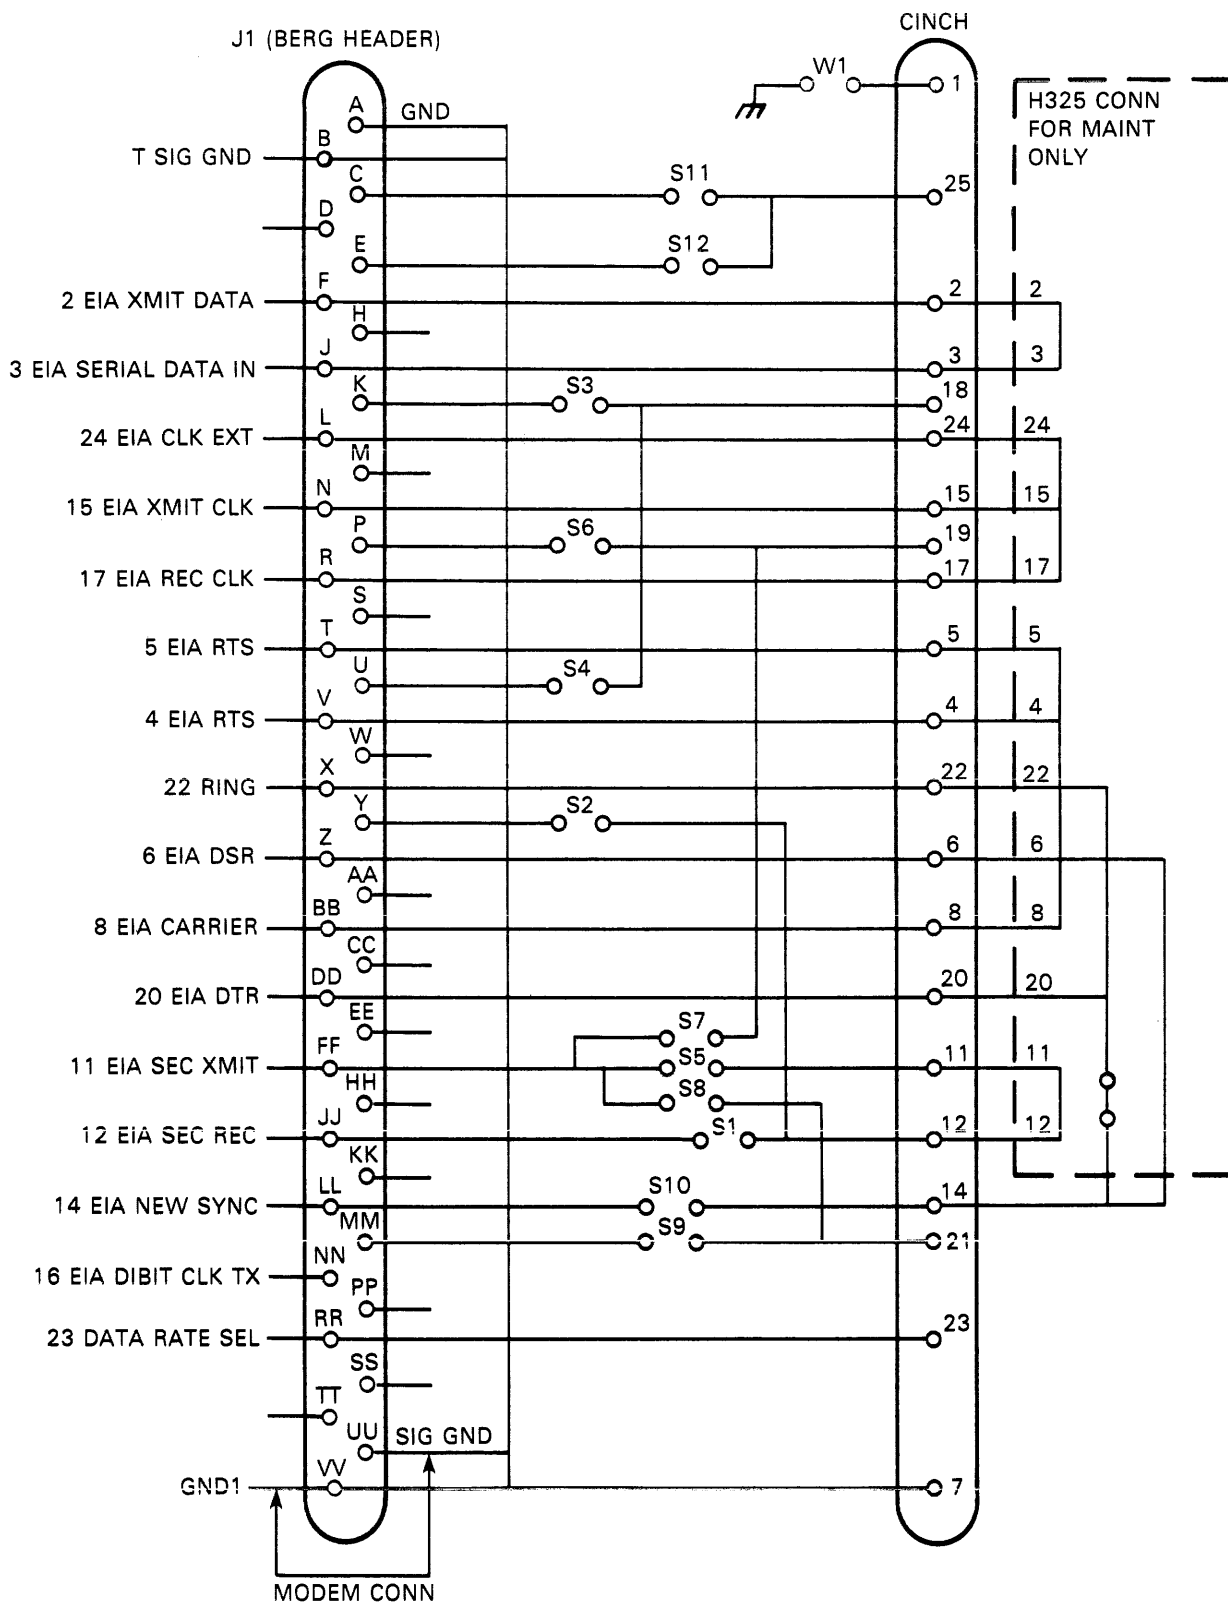 CINCH
J1 (BERG HEADER)
W1
1
H325 CONN
FOR MAINT
ONLY
A
GND
B
T SIG GND
C
S11
25
D
E
S12
F
2 EIA XMIT DATA
2
2
H
J
3 EIA SERIAL DATA IN
3
3
K
S3
18
L
24 EIA CLK EXT
24
24
M
N
15 EIA XMIT CLK
15
15
P
S6
19
R
17 EIA REC CLK
17
17
S
T
5 EIA RTS
5
5
U
S4
V
4 EIA RTS
4
4
W
X
22 RING
22
22
Y
S2
Z
6 EIA DSR
6
6
AA
BB
8 EIA CARRIER
8
8
CC
DD
20 EIA DTR
20
20
EE
S7
FF
11 EIA SEC XMIT
S5
11
11
HH
S8
JJ
12 EIA SEC REC
S1
12
12
KK
LL
14 EIA NEW SYNC
S10
14
MM
S9
21
NN
16 EIA DIBIT CLK TX
PP
RR
23 DATA RATE SEL
23
SS
TT
UU
SIG GND
VV
GND1
7
MODEM CONN